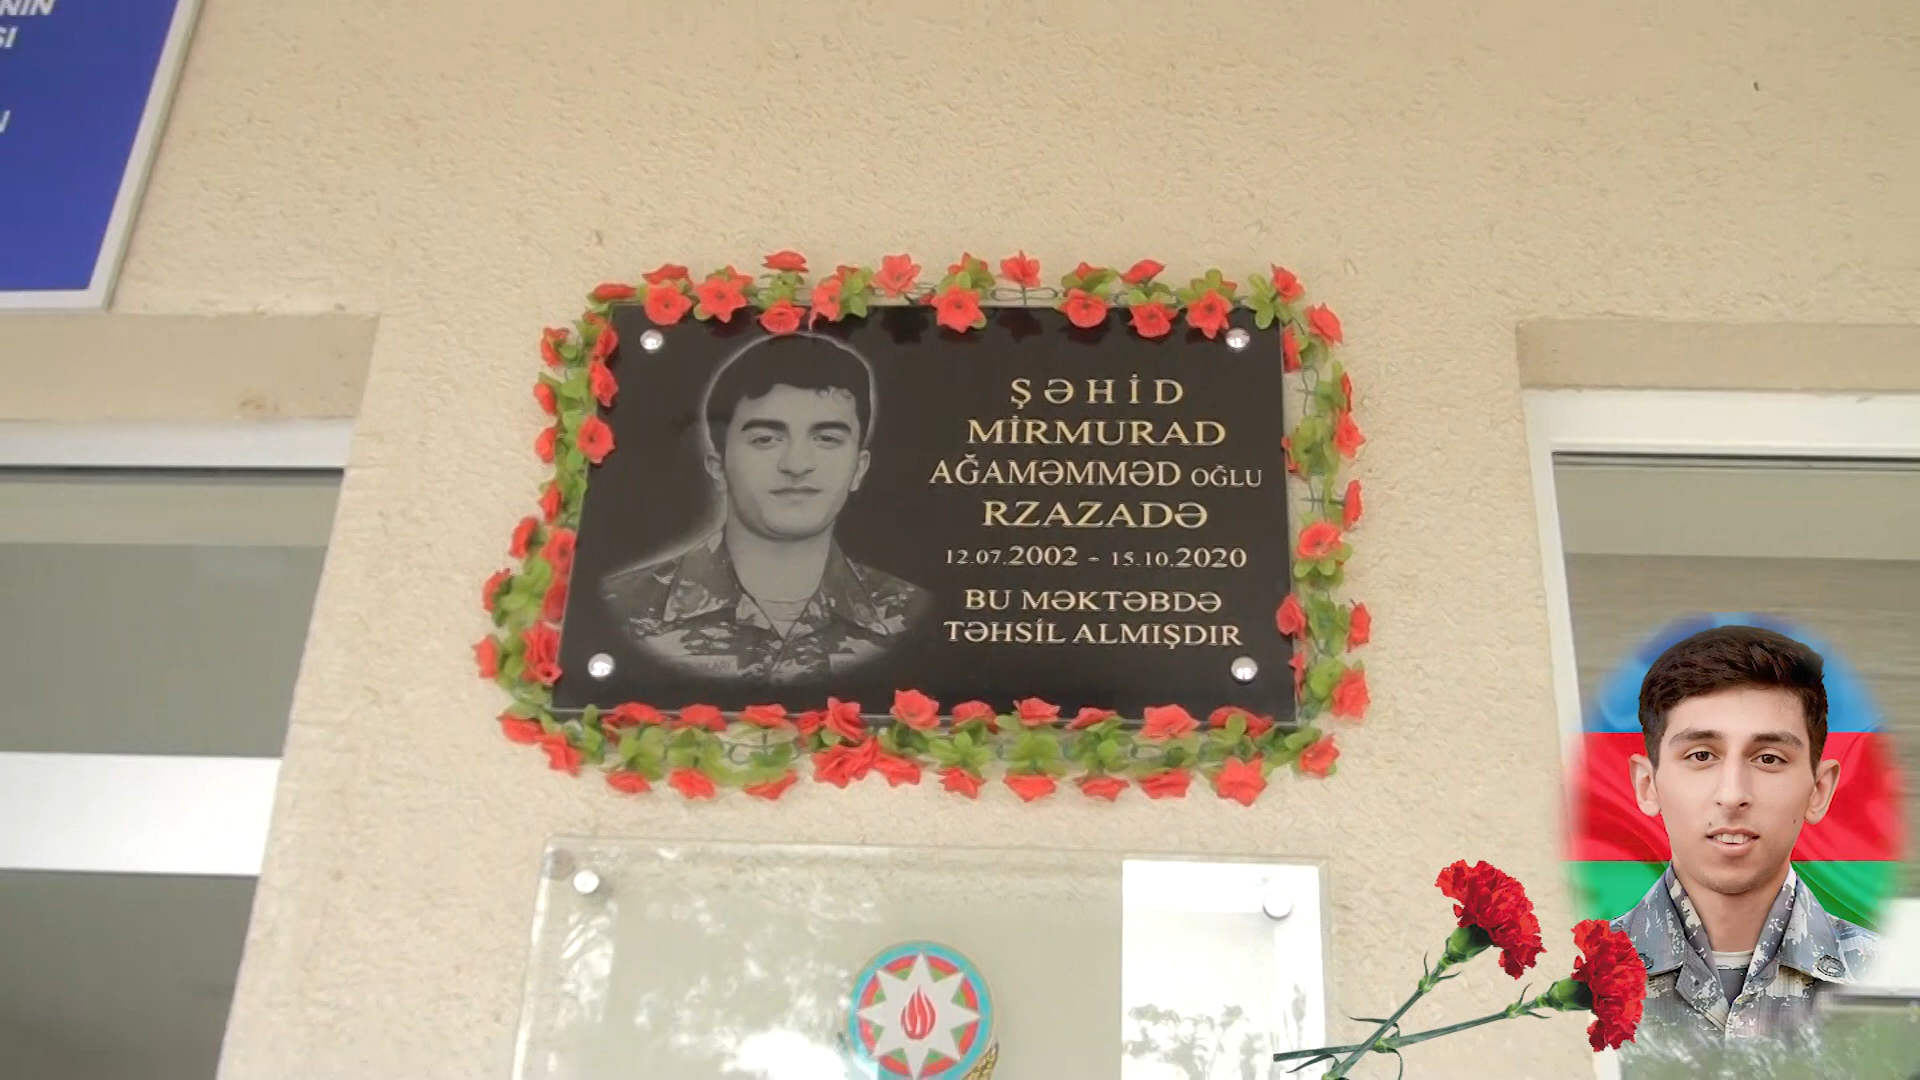 ŞƏHİD
MİRMURAD
AĞAMƏMMƏD OĞLU
RZAZADƏ
12.07.2002 - 15.10.2020
BU MƏKTƏBDƏ
TƏHSİL ALMIŞDIR